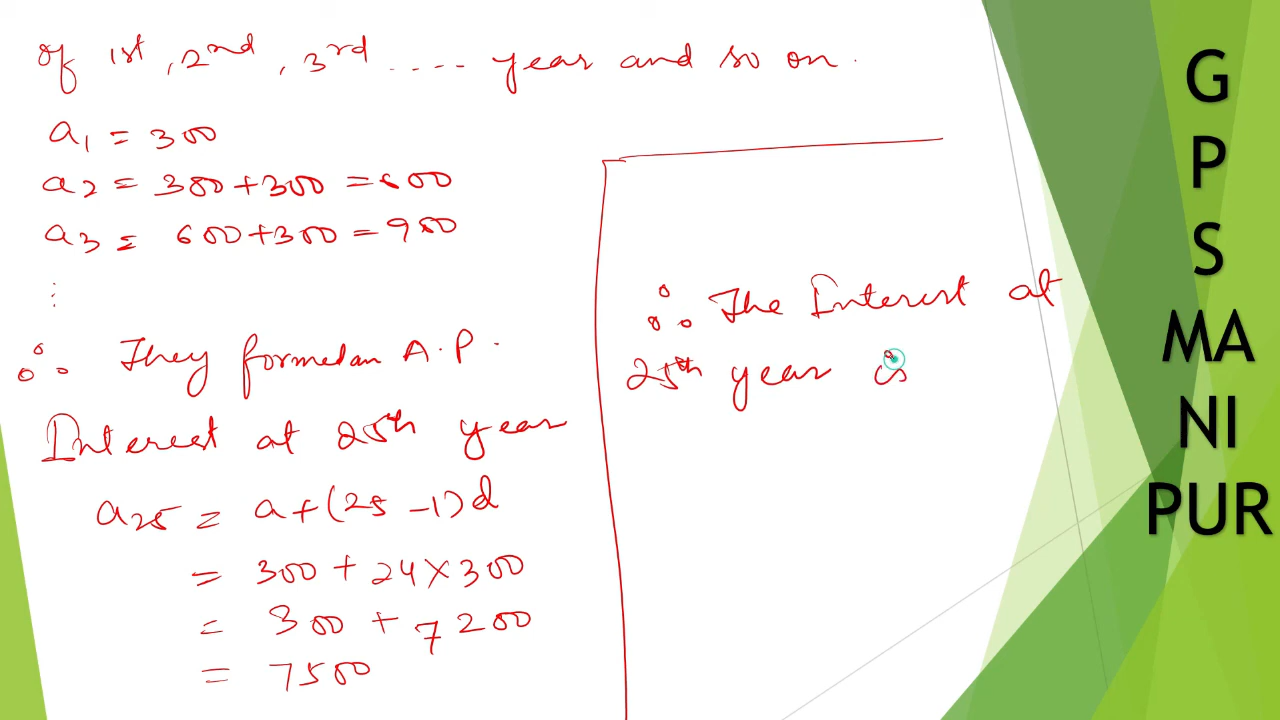 of 1st, 2nd, 3rd .... year and so on.
a1 = 300
a2 = 300+300 = 600
a3 = 600+300 = 900
⋮
∴ They formed an A.P.
Interest at 25th year
a25 = a+(25-1)d
= 300 + 24×300
= 300 + 7200
= 7500
∴ The Interest at
25th year is
G
P
S
MA
NI
PUR